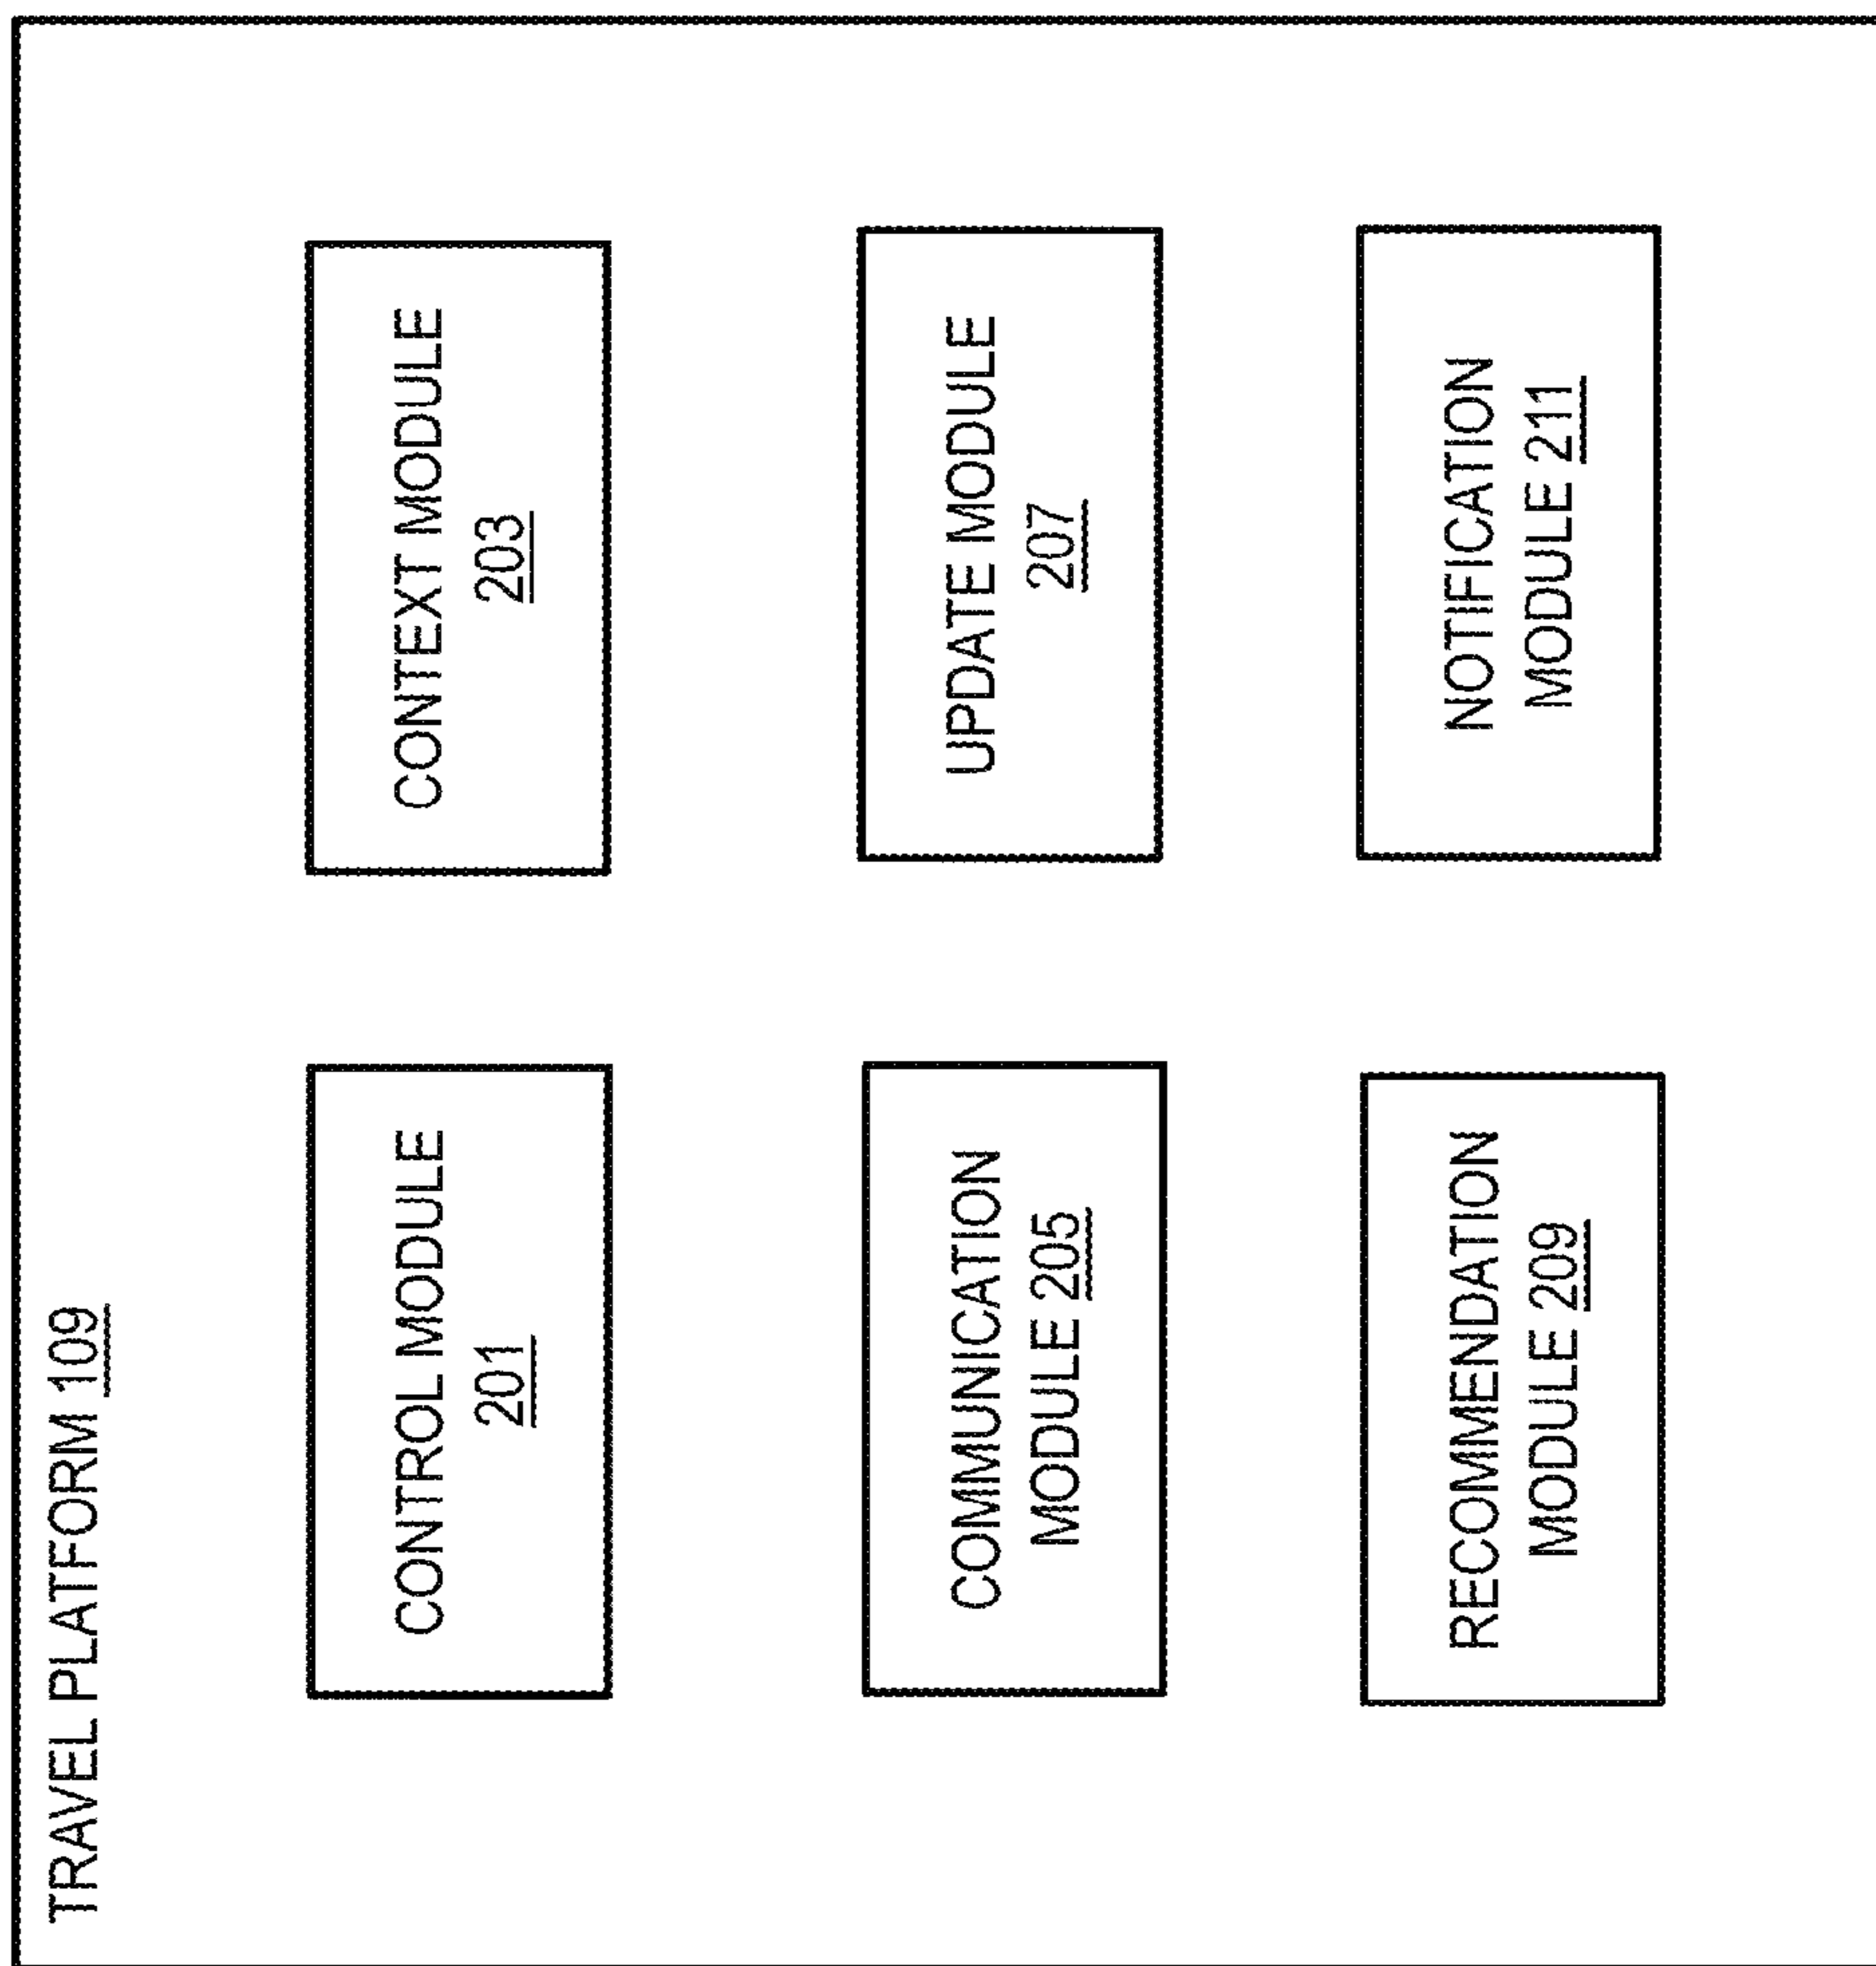 TRAVEL PLATFORM 109
CONTROL MODULE
201
CONTEXT MODULE
203
COMMUNICATION
MODULE 205
UPDATE MODULE
207
RECOMMENDATION
MODULE 209
NOTIFICATION
MODULE 211